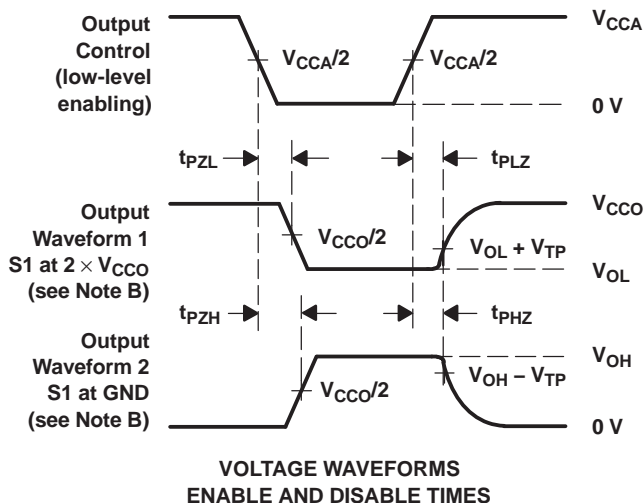 Output
Control
(low-level
enabling)
VCCA/2
VCCA/2
VCCA
0 V
tPZL
tPLZ
Output
Waveform 1
S1 at 2 × VCCO
(see Note B)
VCCO/2
VCCO
VOL + VTP
VOL
tPZH
tPHZ
Output
Waveform 2
S1 at GND
(see Note B)
VCCO/2
VOH
VOH − VTP
0 V
VOLTAGE WAVEFORMS
ENABLE AND DISABLE TIMES